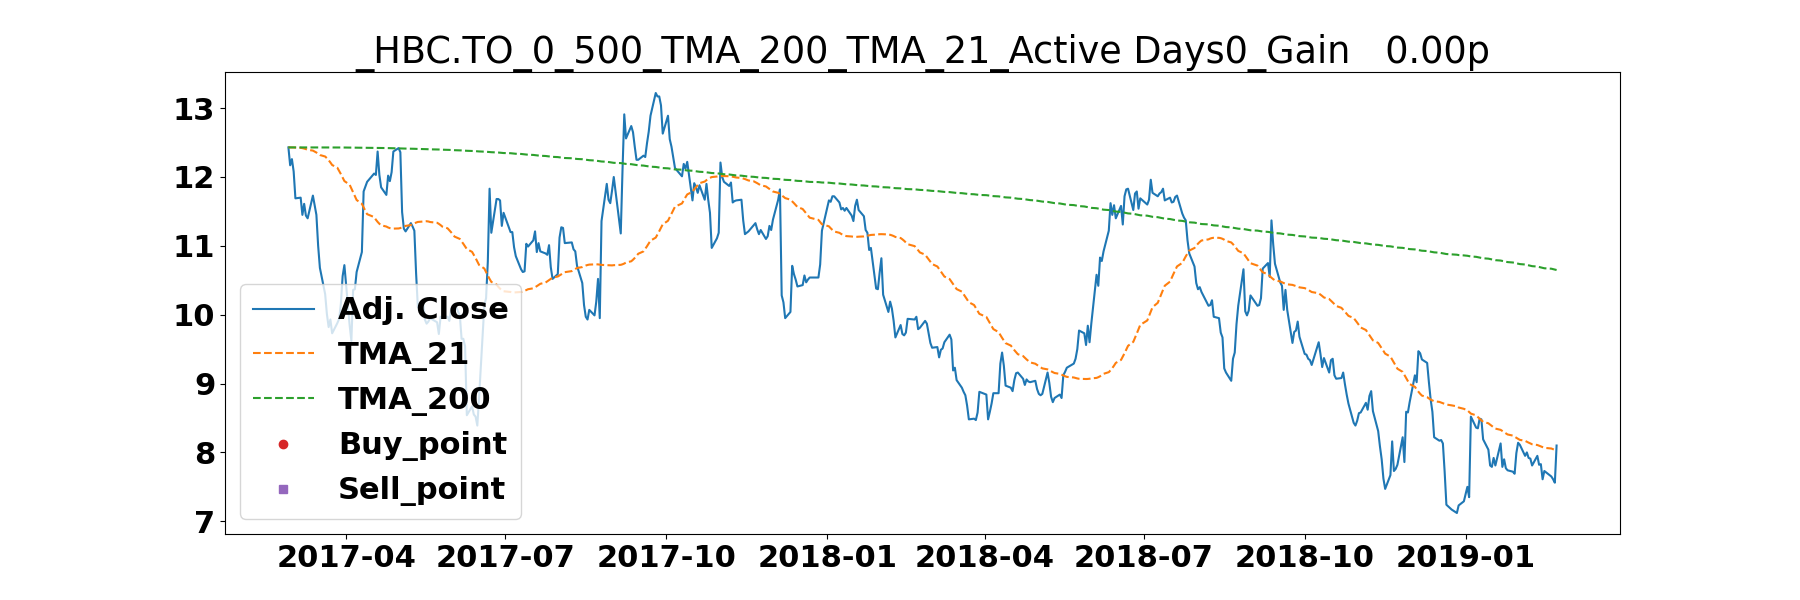 _HBC.TO_0_500_TMA_200_TMA_21_Active Days0_Gain   0.00p
13
12
11
10
9
8
7
Adj. Close
TMA_21
TMA_200
Buy_point
Sell_point
2017-04 2017-07 2017-10 2018-01 2018-04 2018-07 2018-10 2019-01